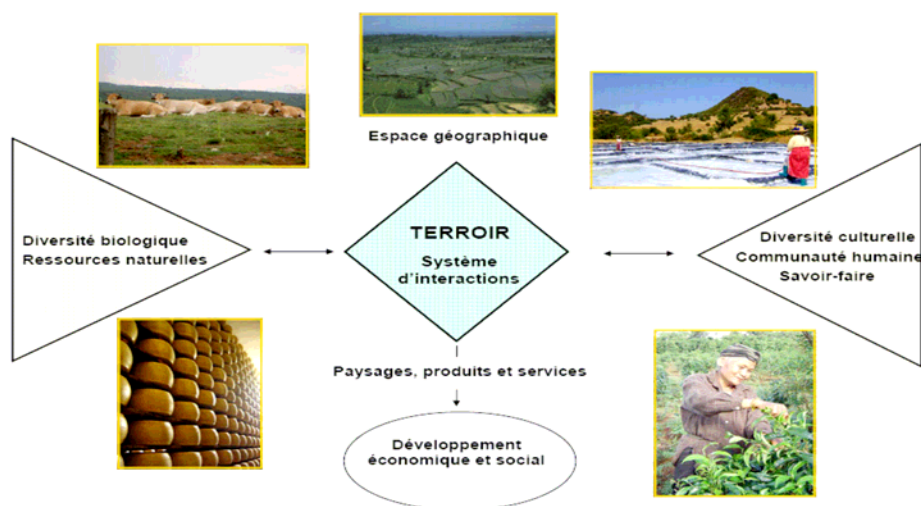 Espace géographique
Diversité biologique
Ressources naturelles
TERROIR
Système
d'interactions
Diversité culturelle
Communauté humaine
Savoir-faire
Paysages, produits et services
Développement
économique et social